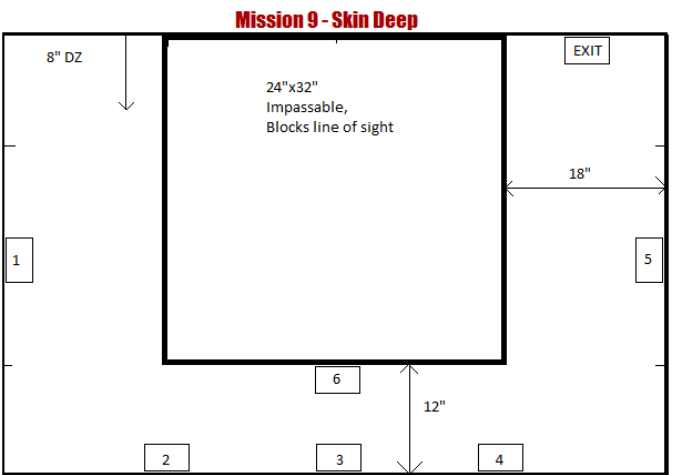 Mission 9 - Skin Deep
8" DZ
EXIT
24"x32"
Impassable,
Blocks line of sight
18"
1
5
6
12"
2
3
4